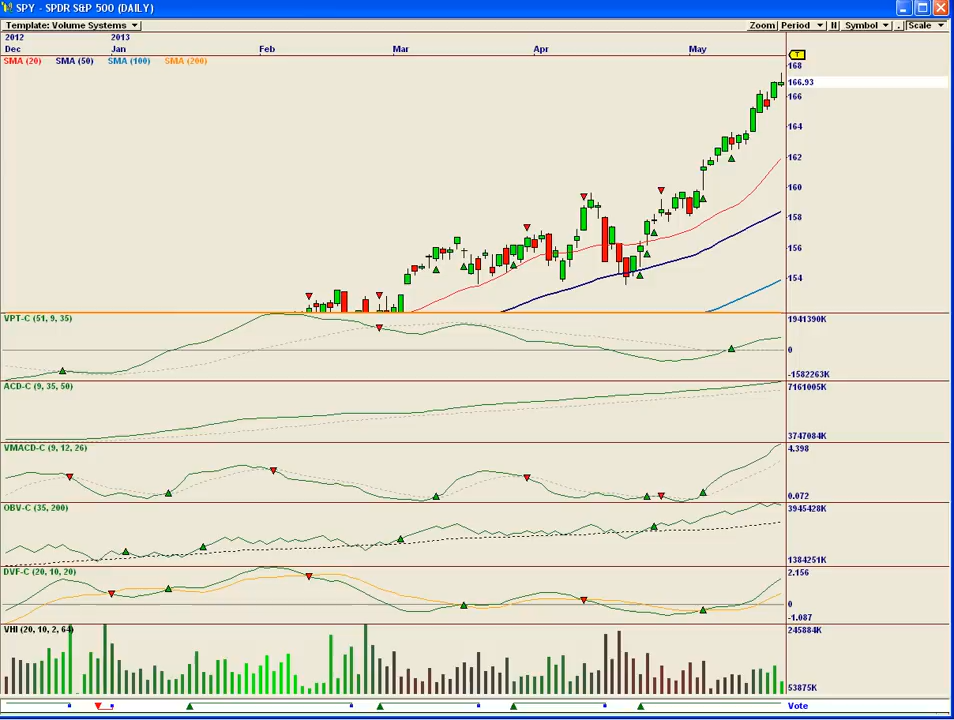 SPY - SPDR S&P 500 (DAILY)
Template: Volume Systems Zoom Period Symbol . Scale
2012 2013
Dec Jan Feb Mar Apr May
SMA (20) SMA (50) SMA (100) SMA (200)
T
168
166.93
166
164
162
160
158
156
154
VPT-C (51, 9, 35) 1941390K
0
-1582263K
ACD-C (9, 35, 50) 7161005K
3747084K
VMACD-C (9, 12, 26) 4.398
0.072
OBV-C (35, 200) 3945428K
1384251K
DVF-C (20, 10, 20) 2.156
0
-1.087
VHI (20, 10, 2, 64) 245884K
53875K
Vote